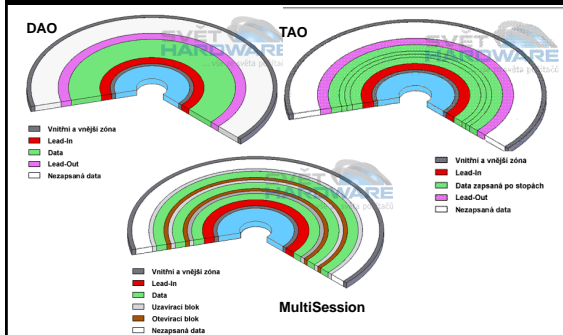 DAO
SVĚT
HARDWARE
Vnitřní a vnější zóna
Lead-In
Data
Lead-Out
Nezapsaná data
TAO
SVĚT
HARDWARE
světa počítačů
Vnitřní a vnější zóna
Lead-In
Data zapsaná po stopách
Lead-Out
Nezapsaná data
SVĚT
HARDWARE
Vnitřní a vnější zóna
Lead-In
Data
Uzavírací blok
Otevírací blok
Nezapsaná data
MultiSession